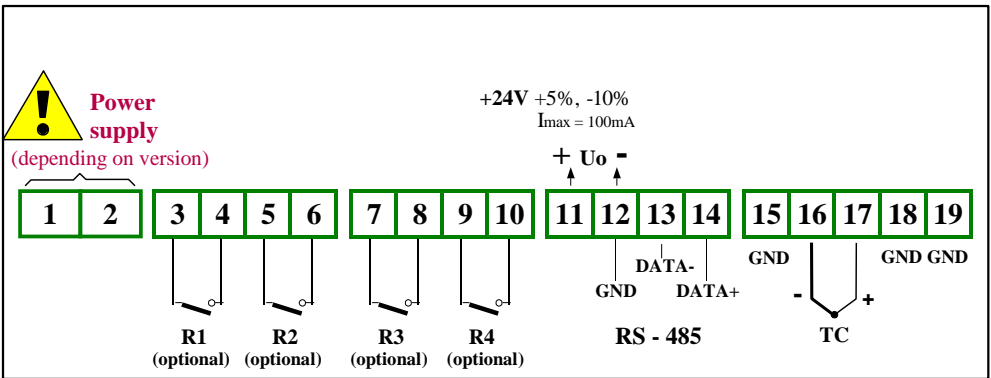 +24V +5%, -10%
Imax = 100mA
Power
supply
(depending on version)
+ Uo -
1 2 3 4 5 6 7 8 9 10 11 12 13 14 15 16 17 18 19
GND GND GND
DATA-
GND DATA+
- +
R1 R2 R3 R4 RS - 485 TC
(optional) (optional) (optional) (optional)